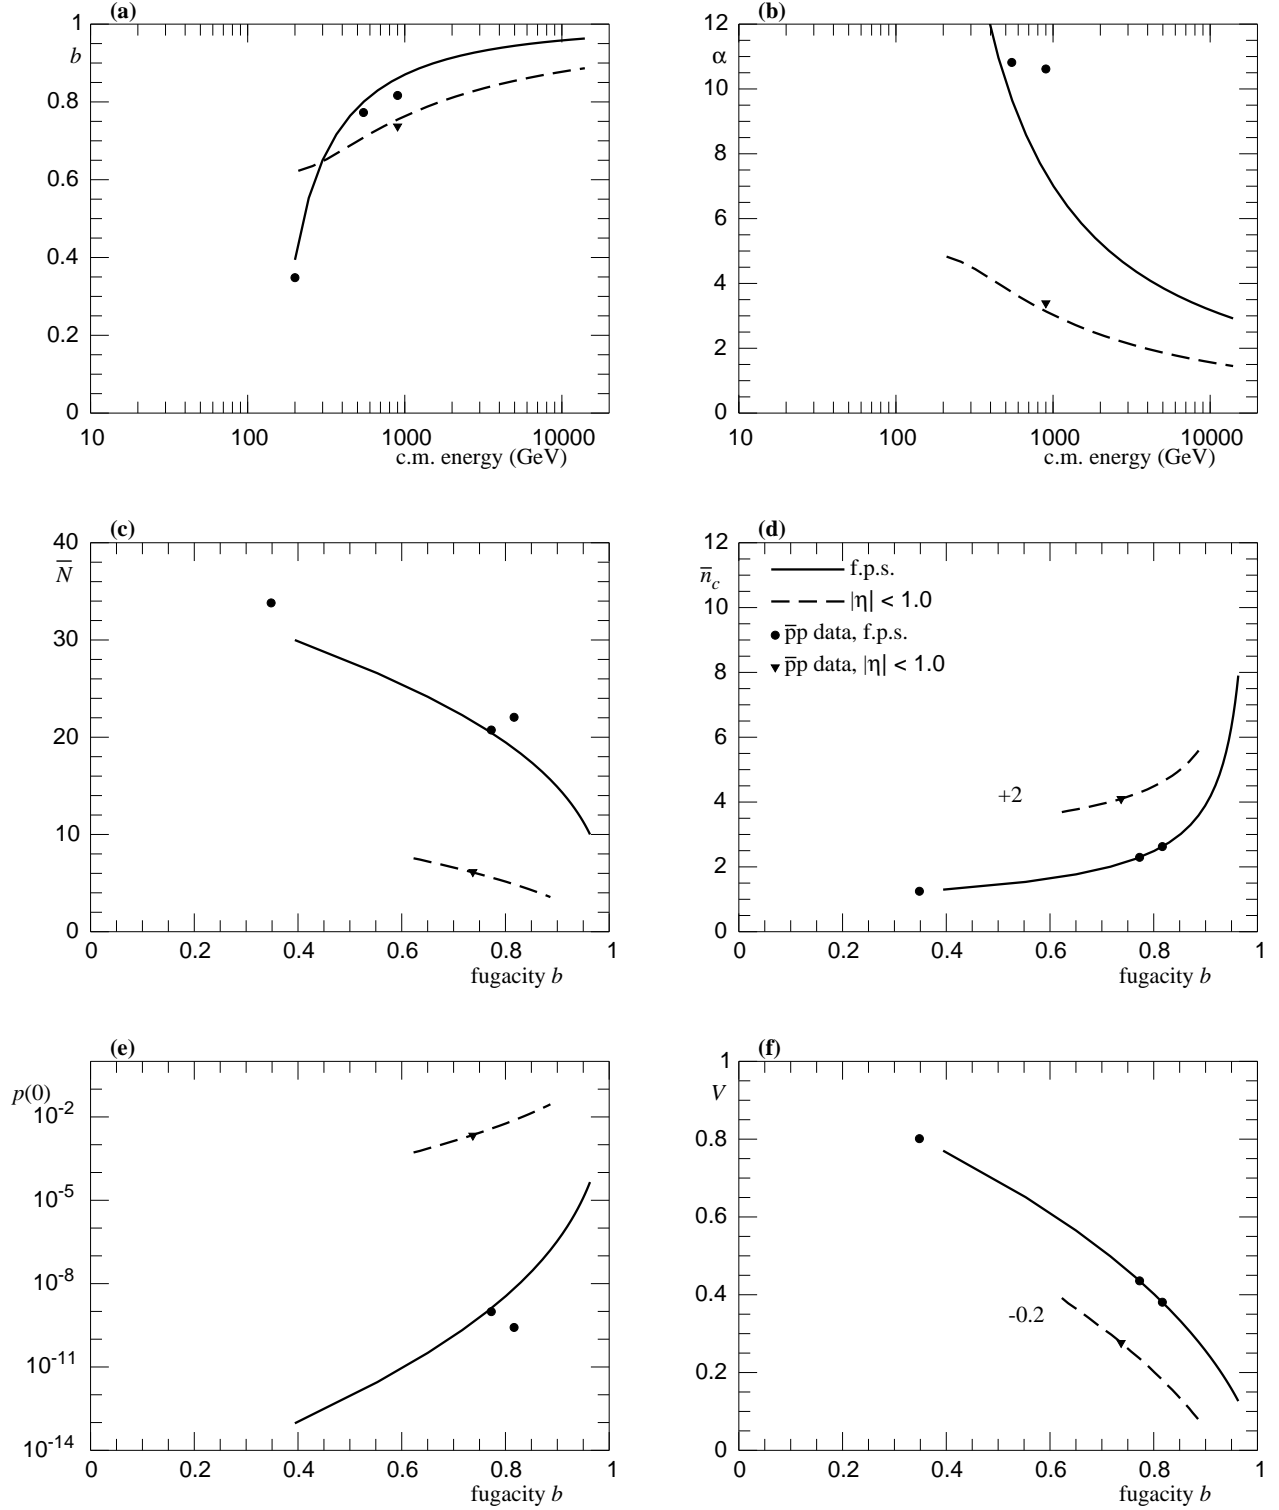 (a)
1
b
0.8
0.6
0.4
0.2
0
10 100 1000 10000
c.m. energy (GeV)
(b)
12
α
10
8
6
4
2
0
10 100 1000 10000
c.m. energy (GeV)
(c)
40
N̅
30
20
10
0
0 0.2 0.4 0.6 0.8 1
fugacity b
(d)
12
n̅c
10
8
6
4
2
0
f.p.s.
|η| < 1.0
p̅p data, f.p.s.
p̅p data, |η| < 1.0
+2
0 0.2 0.4 0.6 0.8 1
fugacity b
(e)
p(0)
10-2
10-5
10-8
10-11
10-14
0 0.2 0.4 0.6 0.8 1
fugacity b
(f)
1
V
0.8
0.6
0.4
0.2
0
-0.2
0 0.2 0.4 0.6 0.8 1
fugacity b